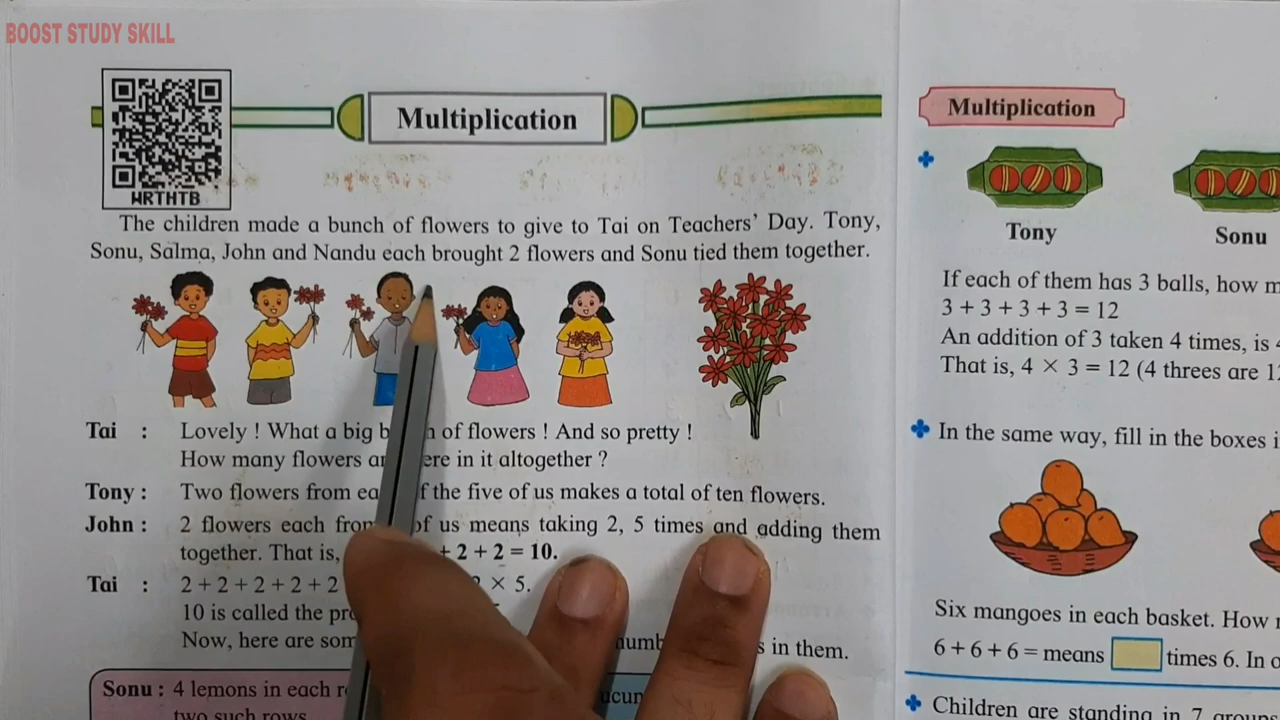 BOOST STUDY SKILL
WRTHTB
Multiplication
The children made a bunch of flowers to give to Tai on Teachers' Day. Tony,
Sonu, Salma, John and Nandu each brought 2 flowers and Sonu tied them together.
Tai : Lovely ! What a big of flowers ! And so pretty !
How many flowers in it altogether ?
Tony : Two flowers from the five of us makes a total of ten flowers.
John : 2 flowers each of us means taking 2, 5 times and adding them
together. That is, + 2 + 2 = 10.
Tai : 2 + 2 + 2 + 2 + 2 × 5.
10 is called the
Now, here are in them.
Sonu : 4 lemons in each
two such rows
Multiplication
Tony
Sonu
If each of them has 3 balls, how
3 + 3 + 3 + 3 = 12
An addition of 3 taken 4 times, is
That is, 4 × 3 = 12 (4 threes are
In the same way, fill in the boxes
Six mangoes in each basket. How
6 + 6 + 6 = means times 6. In
Children are standing in 7